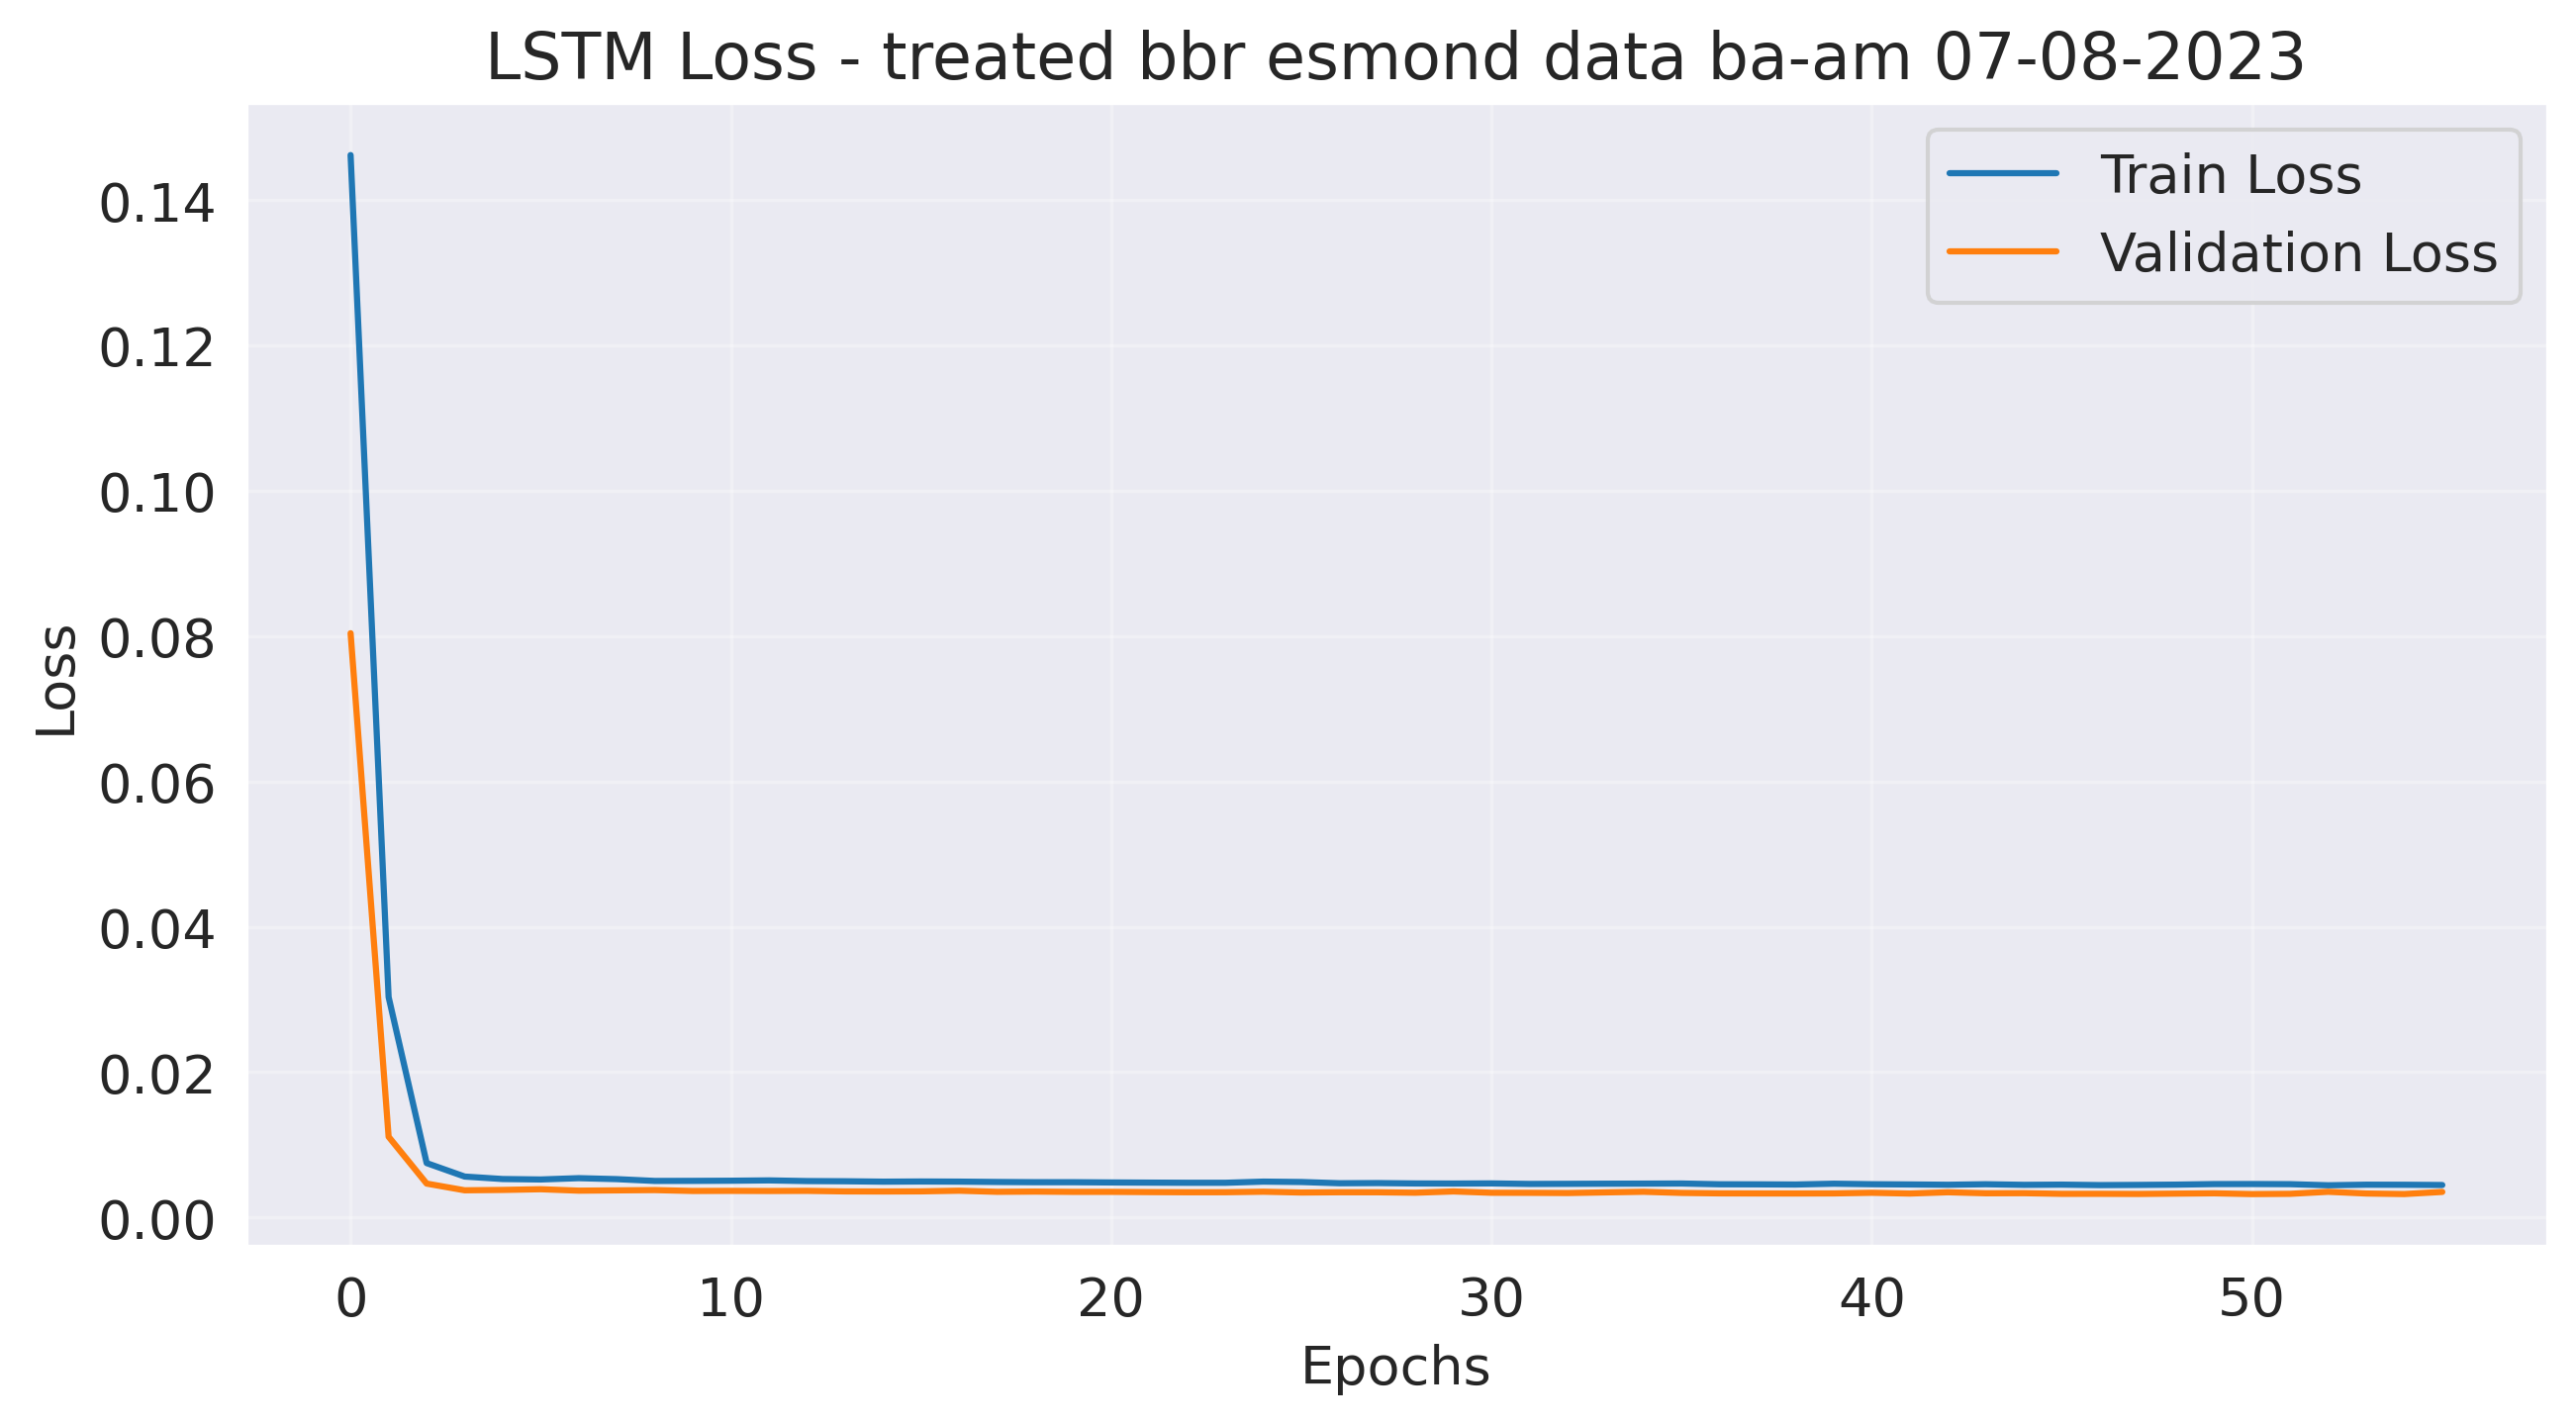 LSTM Loss - treated bbr esmond data ba-am 07-08-2023
Train Loss
Validation Loss
0.14
0.12
0.10
0.08
0.06
0.04
0.02
0.00
Loss
0 10 20 30 40 50
Epochs